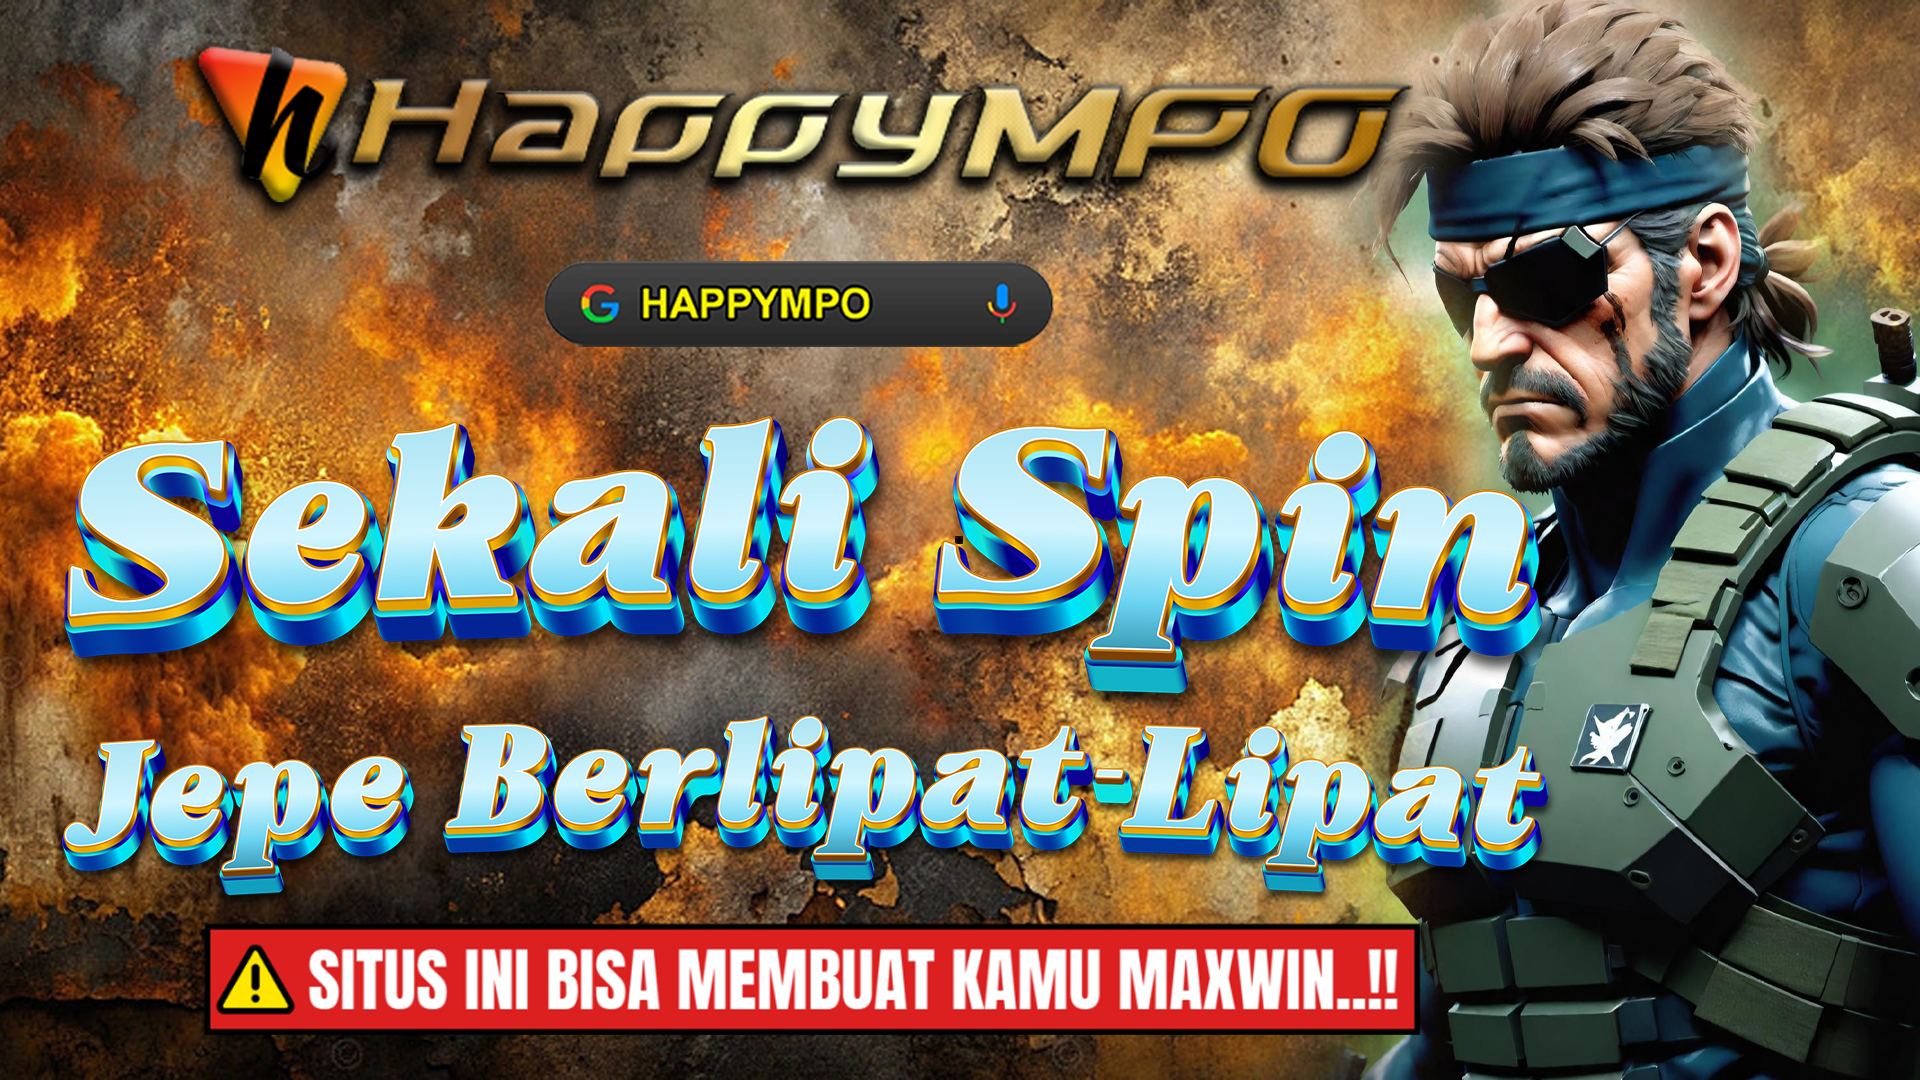 HAPPYMPO
HAPPYMPO
Sekali Spin
Jepe Berlipat-Lipat
SITUS INI BISA MEMBUAT KAMU MAXWIN..!!